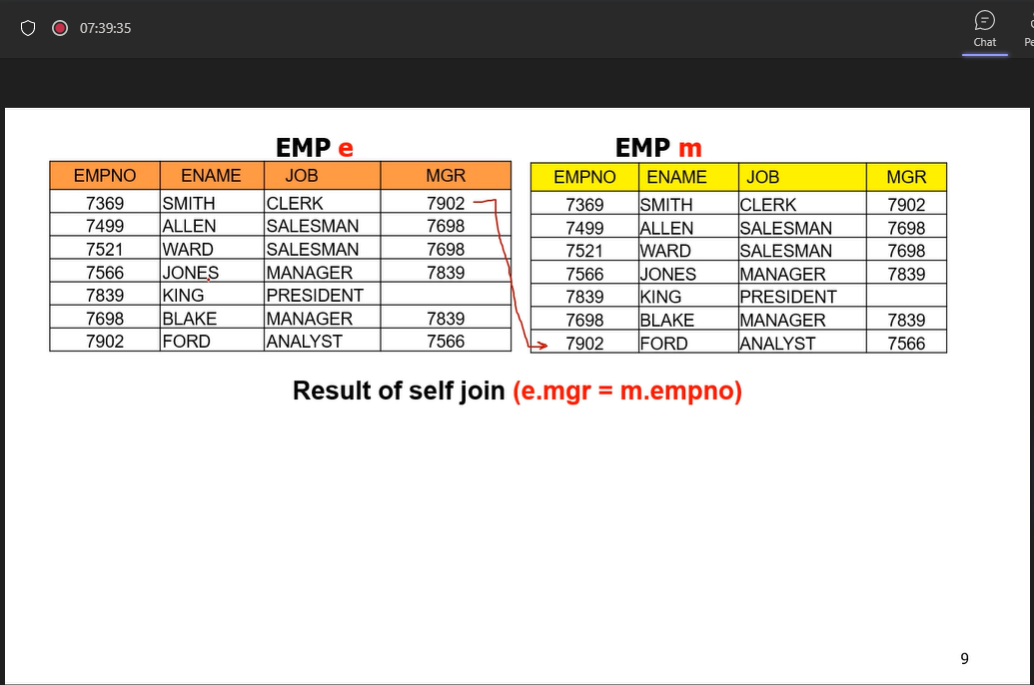 07:39:35
Chat
Pe
EMP e
EMPNO ENAME JOB MGR
7369 SMITH CLERK 7902
7499 ALLEN SALESMAN 7698
7521 WARD SALESMAN 7698
7566 JONES MANAGER 7839
7839 KING PRESIDENT
7698 BLAKE MANAGER 7839
7902 FORD ANALYST 7566
EMP m
EMPNO ENAME JOB MGR
7369 SMITH CLERK 7902
7499 ALLEN SALESMAN 7698
7521 WARD SALESMAN 7698
7566 JONES MANAGER 7839
7839 KING PRESIDENT
7698 BLAKE MANAGER 7839
7902 FORD ANALYST 7566
Result of self join (e.mgr = m.empno)
9